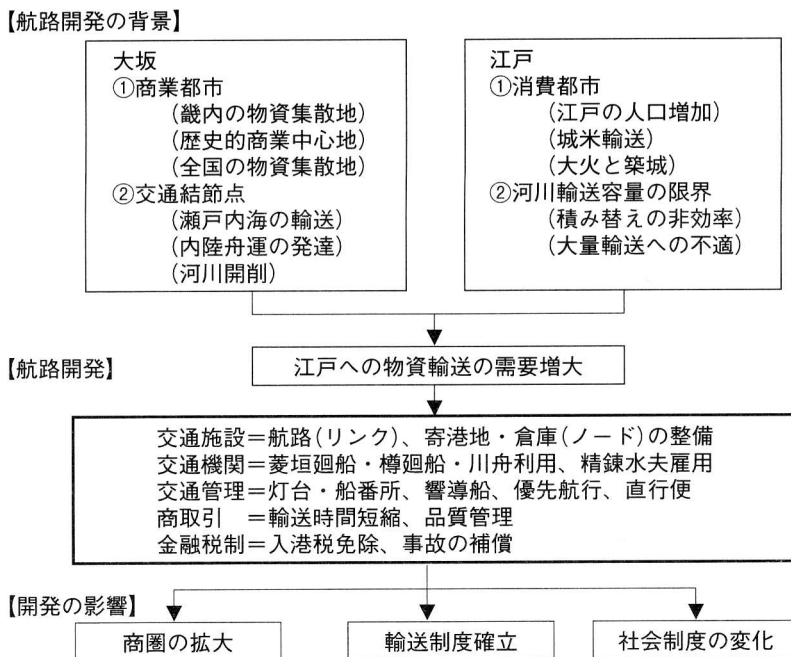 【航路開発の背景】
大坂
①商業都市
(畿内の物資集散地)
(歴史的商業中心地)
(全国の物資集散地)
②交通結節点
(瀬戸内海の輸送)
(内陸舟運の発達)
(河川開削)
江戸
①消費都市
(江戸の人口増加)
(城米輸送)
(大火と築城)
②河川輸送容量の限界
(積み替えの非効率)
(大量輸送への不適)
【航路開発】
江戸への物資輸送の需要増大
交通施設=航路(リンク)、寄港地・倉庫(ノード)の整備
交通機関=菱垣廻船・樽廻船・川舟利用、精錬水夫雇用
交通管理=灯台・船番所、響導船、優先航行、直行便
商取引 =輸送時間短縮、品質管理
金融税制=入港税免除、事故の補償
【開発の影響】
商圏の拡大
輸送制度確立
社会制度の変化